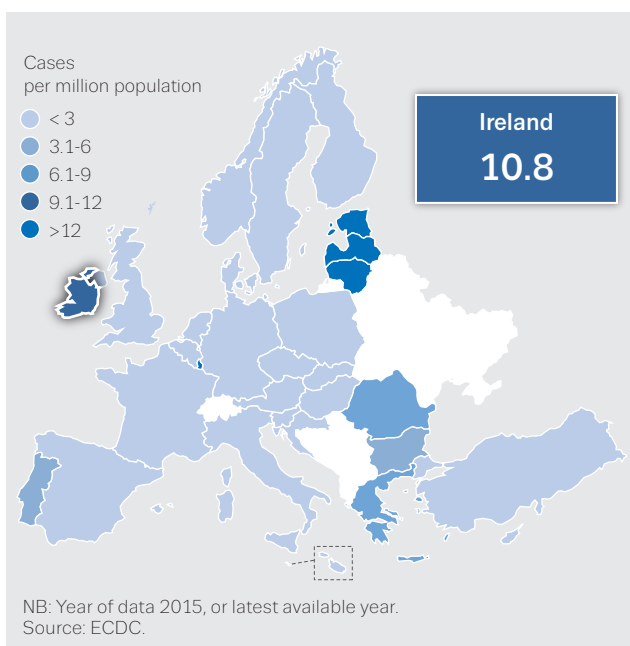 Cases
per million population
< 3
3.1-6
6.1-9
9.1-12
>12
Ireland
10.8
NB: Year of data 2015, or latest available year.
Source: ECDC.